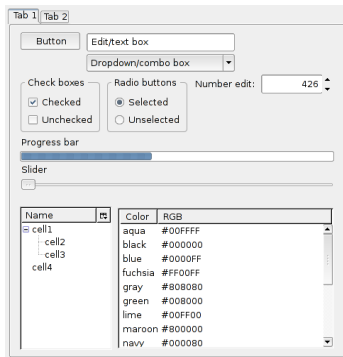 Tab 1 Tab 2
Button Edit/text box
Dropdown/combo box
Check boxes Radio buttons Number edit: 426
Checked Selected
Unchecked Unselected
Progress bar
Slider
Name Color RGB
cell1 aqua #00FFFF
cell2 black #000000
cell3 blue #0000FF
cell4 fuchsia #FF00FF
gray #808080
green #008000
lime #00FF00
maroon #800000
navy #000080